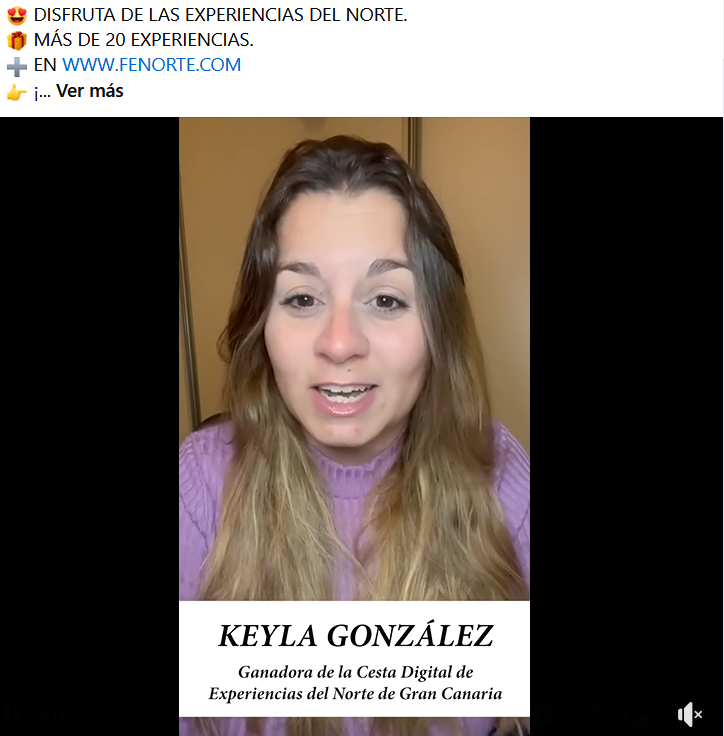 DISFRUTA DE LAS EXPERIENCIAS DEL NORTE.
MÁS DE 20 EXPERIENCIAS.
EN WWW.FENORTE.COM
¡... Ver más
KEYLA GONZÁLEZ
Ganadora de la Cesta Digital de
Experiencias del Norte de Gran Canaria